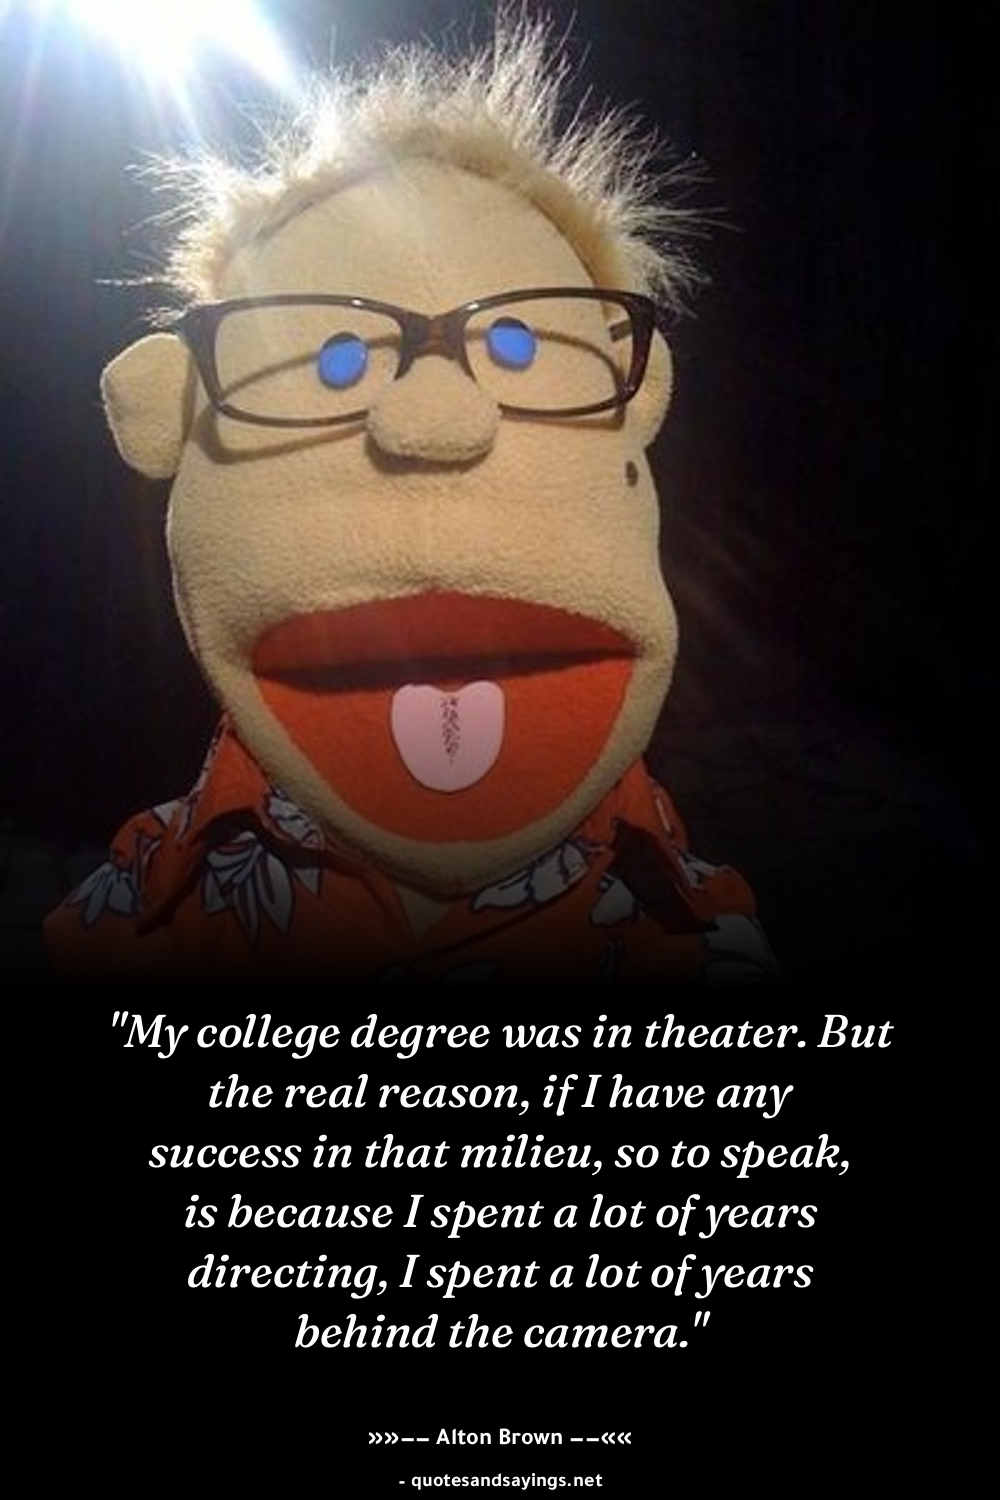 "My college degree was in theater. But
the real reason, if I have any
success in that milieu, so to speak,
is because I spent a lot of years
directing, I spent a lot of years
behind the camera."
»»−− Alton Brown −−««
- quotesandsayings.net